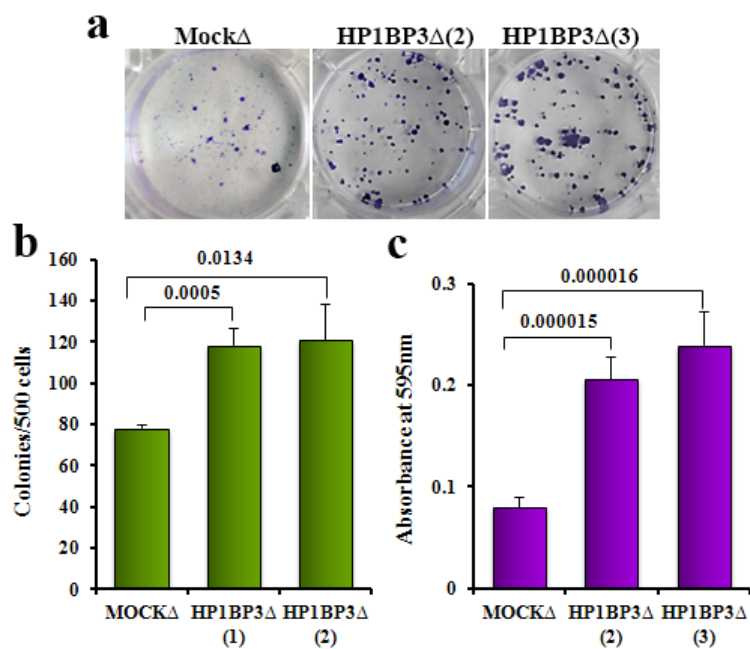 a
MockΔ HP1BP3Δ(2) HP1BP3Δ(3)
b
160
140
120
100
80
60
40
20
0
Colonies/500 cells
0.0134
0.0005
MOCKΔ HP1BP3Δ HP1BP3Δ
(1) (2)
c
0.3
0.2
0.1
0
Absorbance at 595nm
0.000016
0.000015
MOCKΔ HP1BP3Δ HP1BP3Δ
(2) (3)